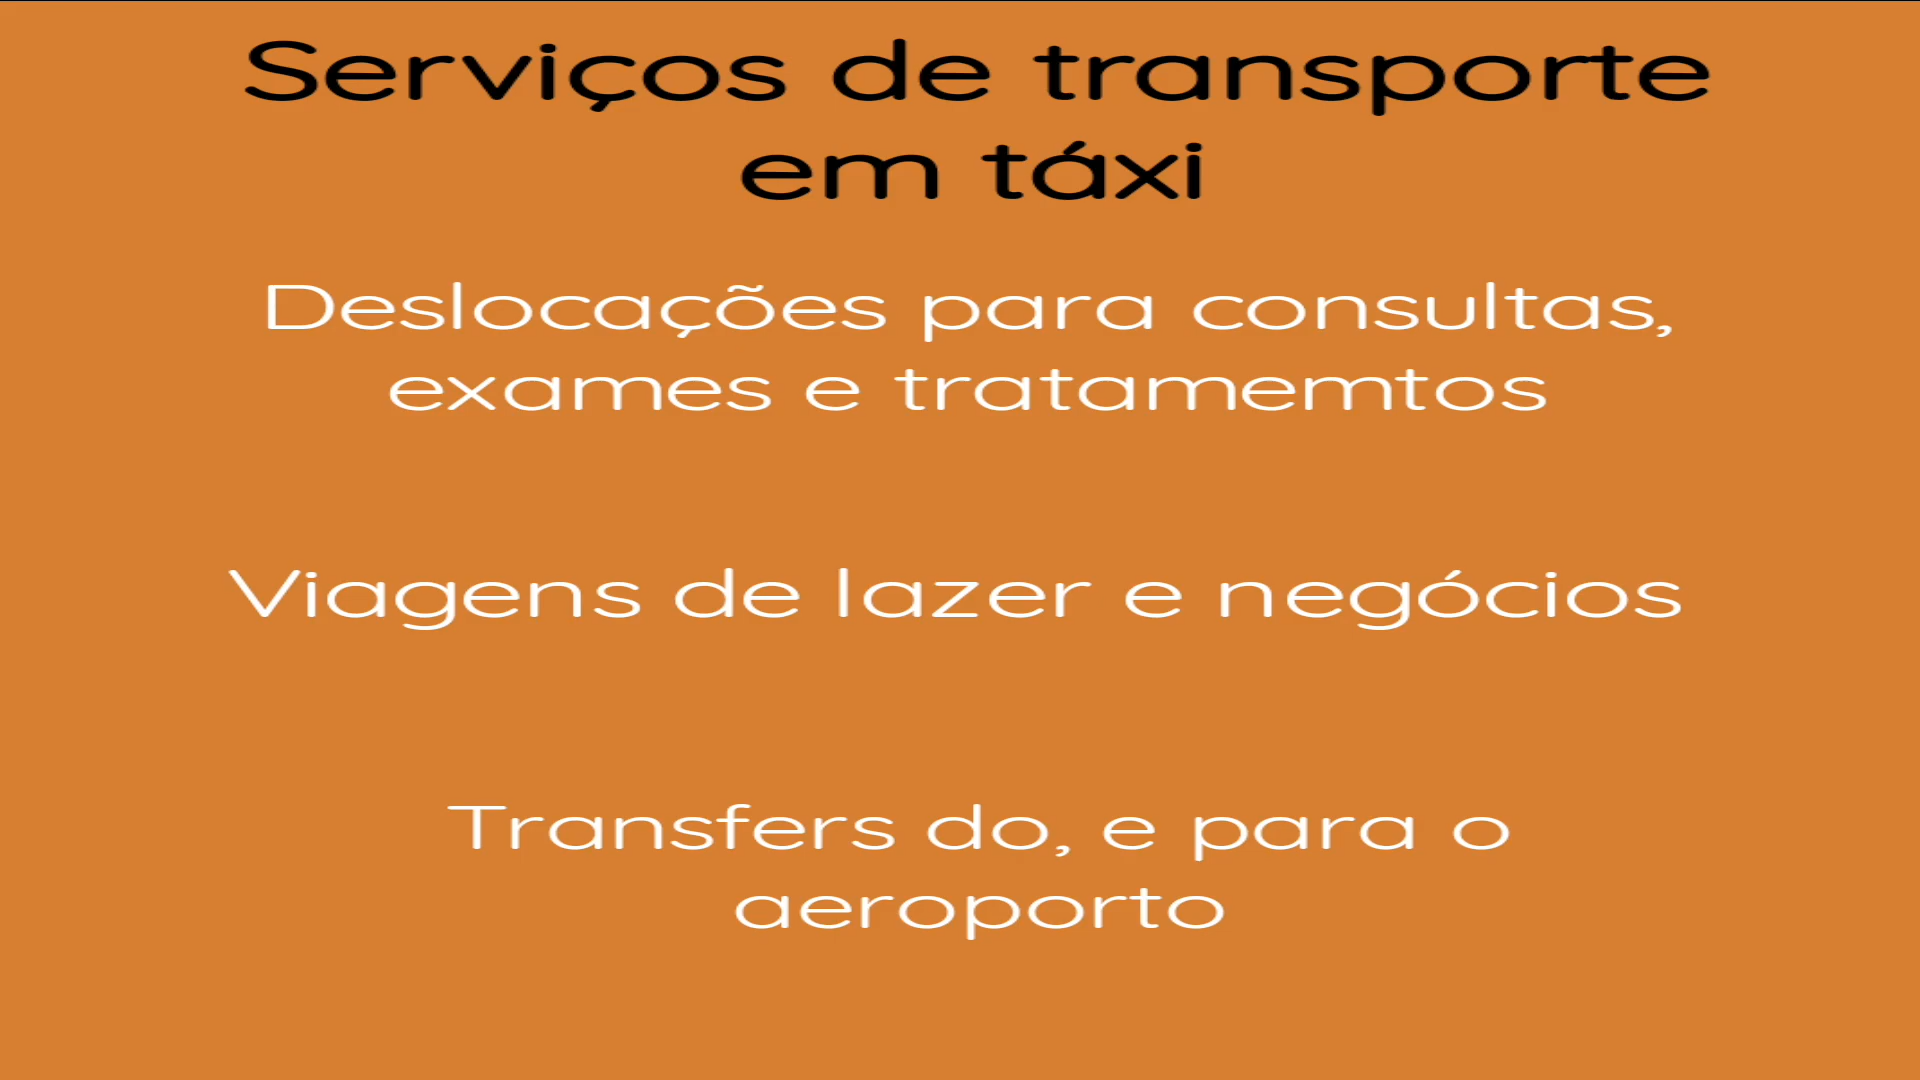 Serviços de transporte
em táxi
Deslocações para consultas,
exames e tratamemtos
Viagens de lazer e negócios
Transfers do, e para o
aeroporto